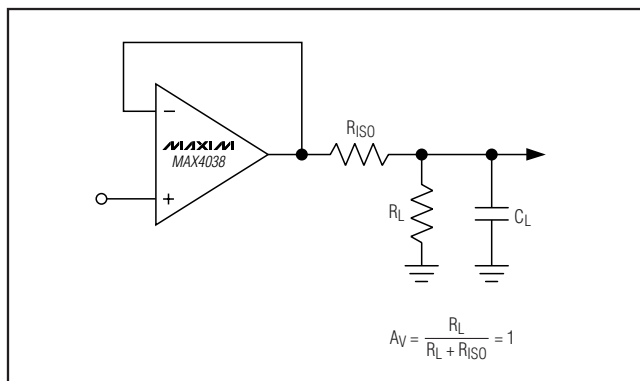 −
MAXIM
MAX4038
+
RISO
RL
CL
AV = RL / (RL + RISO) = 1